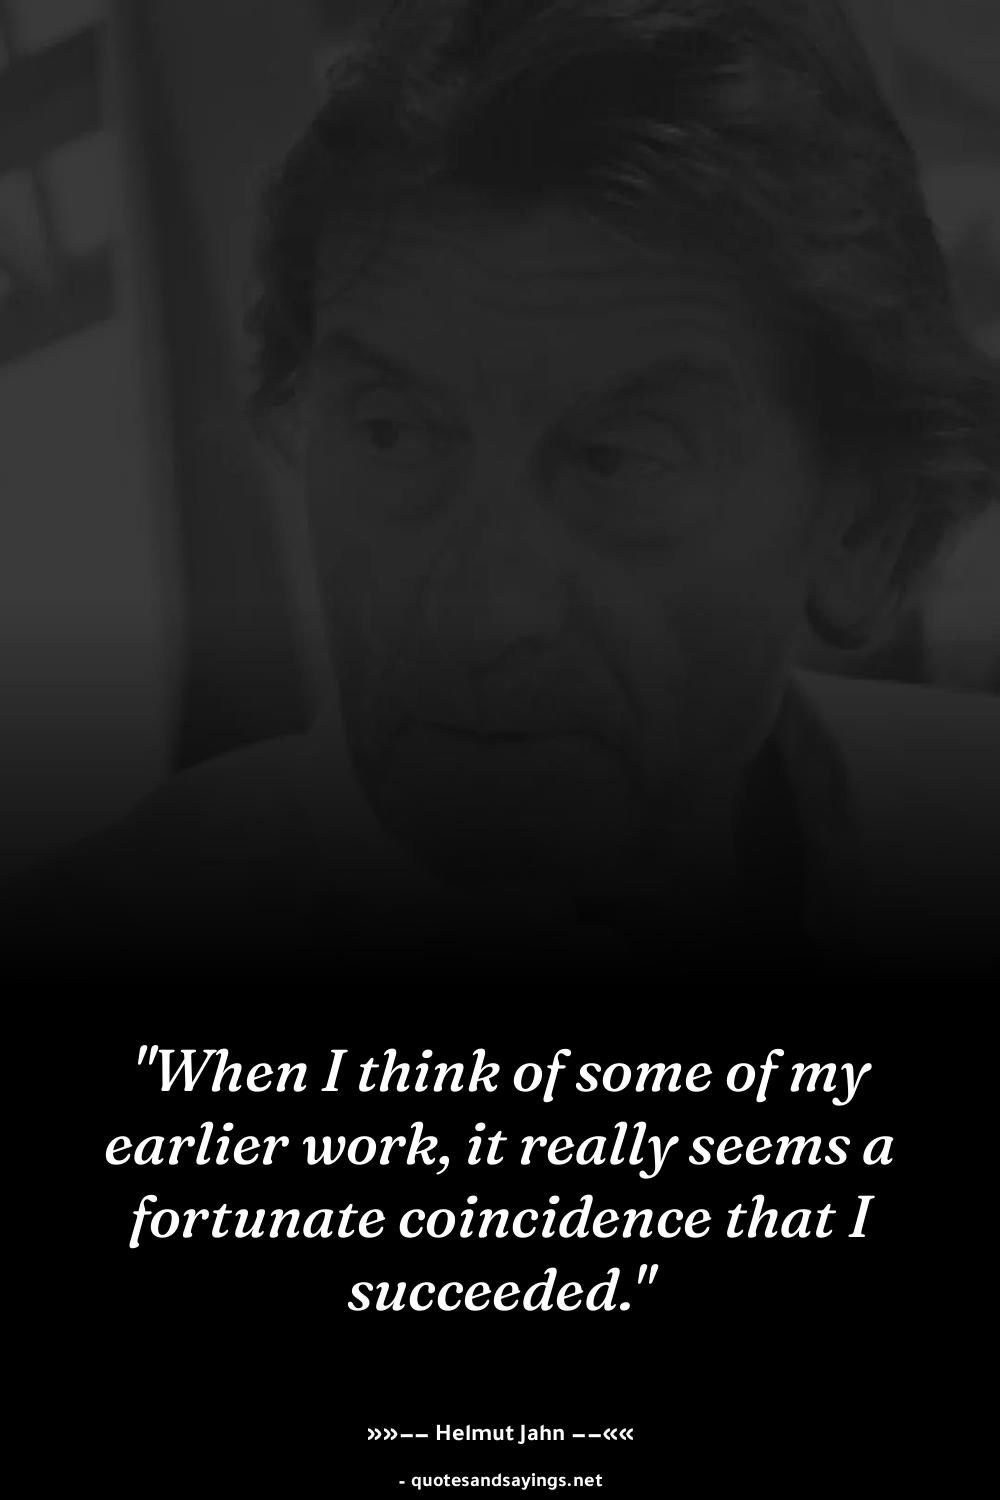 "When I think of some of my
earlier work, it really seems a
fortunate coincidence that I
succeeded."
»»–– Helmut Jahn ––««
- quotesandsayings.net